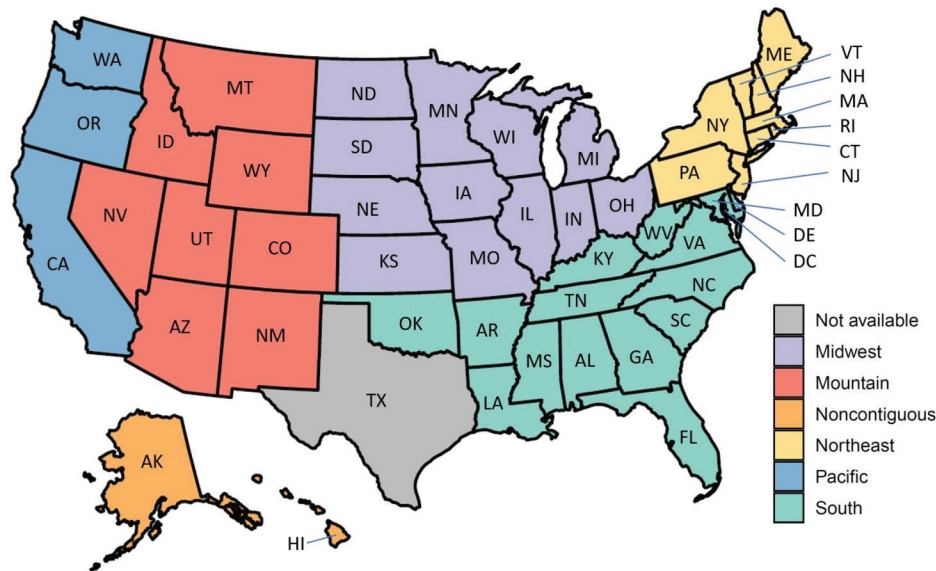 WA
MT
ME
VT
NH
MA
RI
CT
NJ
OR
ID
ND
MN
WI
MI
NY
SD
WY
PA
NV
UT
CO
NE
IA
IL
IN
OH
MD
DE
DC
CA
KS
MO
KY
WV
VA
AZ
NM
OK
AR
TN
NC
SC
MS
AL
GA
TX
LA
FL
AK
HI
Not available
Midwest
Mountain
Noncontiguous
Northeast
Pacific
South